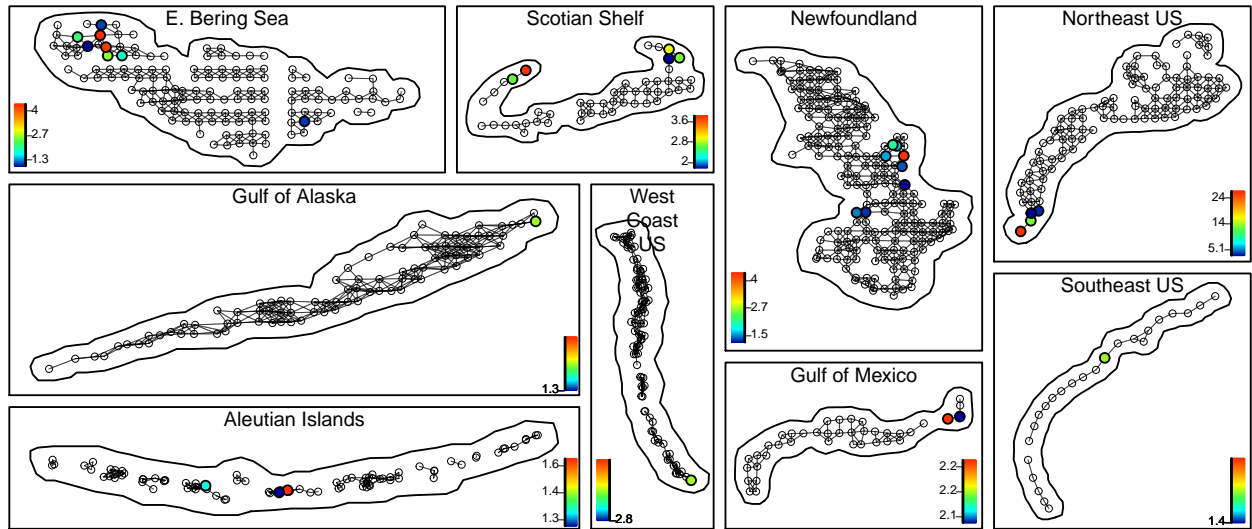 E. Bering Sea
4
2.7
1.3
Scotian Shelf
3.6
2.8
2
Newfoundland
4
2.7
1.5
Northeast US
24
14
5.1
Gulf of Alaska
1.3
West
Coast
US
2.8
Southeast US
1.4
Gulf of Mexico
2.2
2.2
2.1
Aleutian Islands
1.6
1.4
1.3